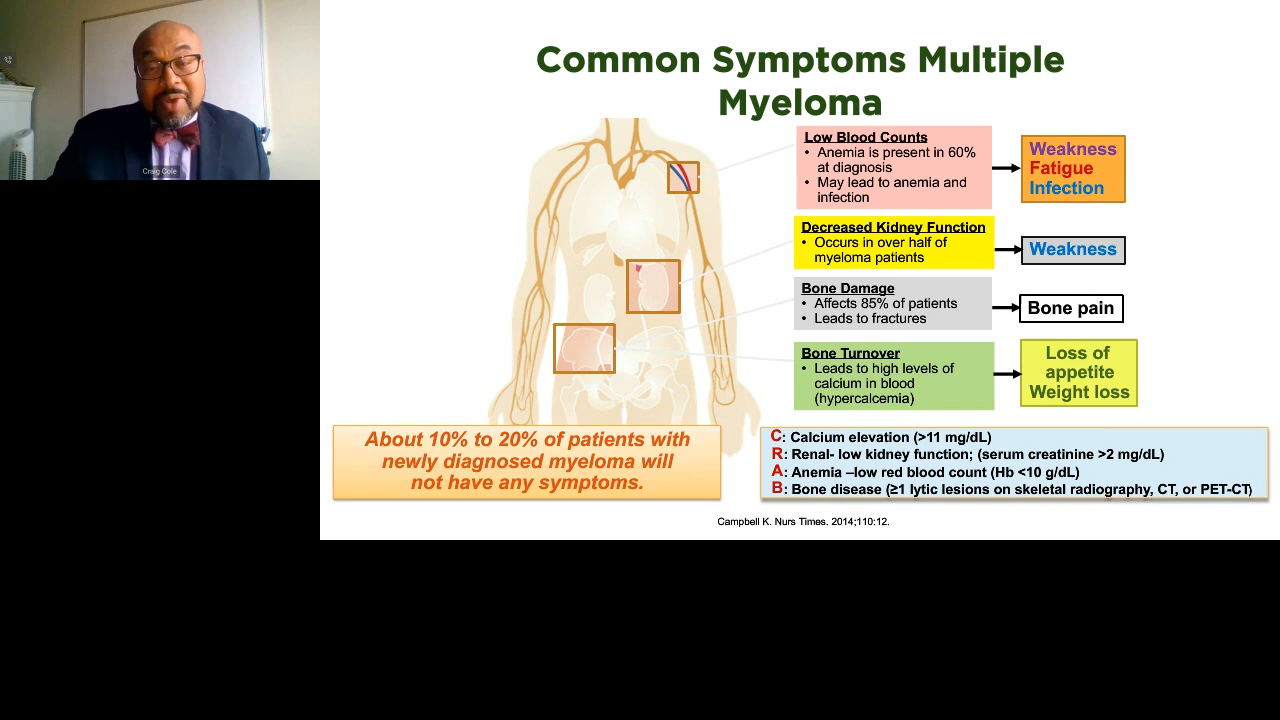 Craig Cole
Common Symptoms Multiple
Myeloma
Low Blood Counts
• Anemia is present in 60%
at diagnosis
• May lead to anemia and
infection
Weakness
Fatigue
Infection
Decreased Kidney Function
• Occurs in over half of
myeloma patients
Weakness
Bone Damage
• Affects 85% of patients
• Leads to fractures
Bone pain
Bone Turnover
• Leads to high levels of
calcium in blood
(hypercalcemia)
Loss of
appetite
Weight loss
About 10% to 20% of patients with
newly diagnosed myeloma will
not have any symptoms.
C: Calcium elevation (>11 mg/dL)
R: Renal- low kidney function; (serum creatinine >2 mg/dL)
A: Anemia –low red blood count (Hb <10 g/dL)
B: Bone disease (≥1 lytic lesions on skeletal radiography, CT, or PET-CT)
Campbell K. Nurs Times. 2014;110:12.